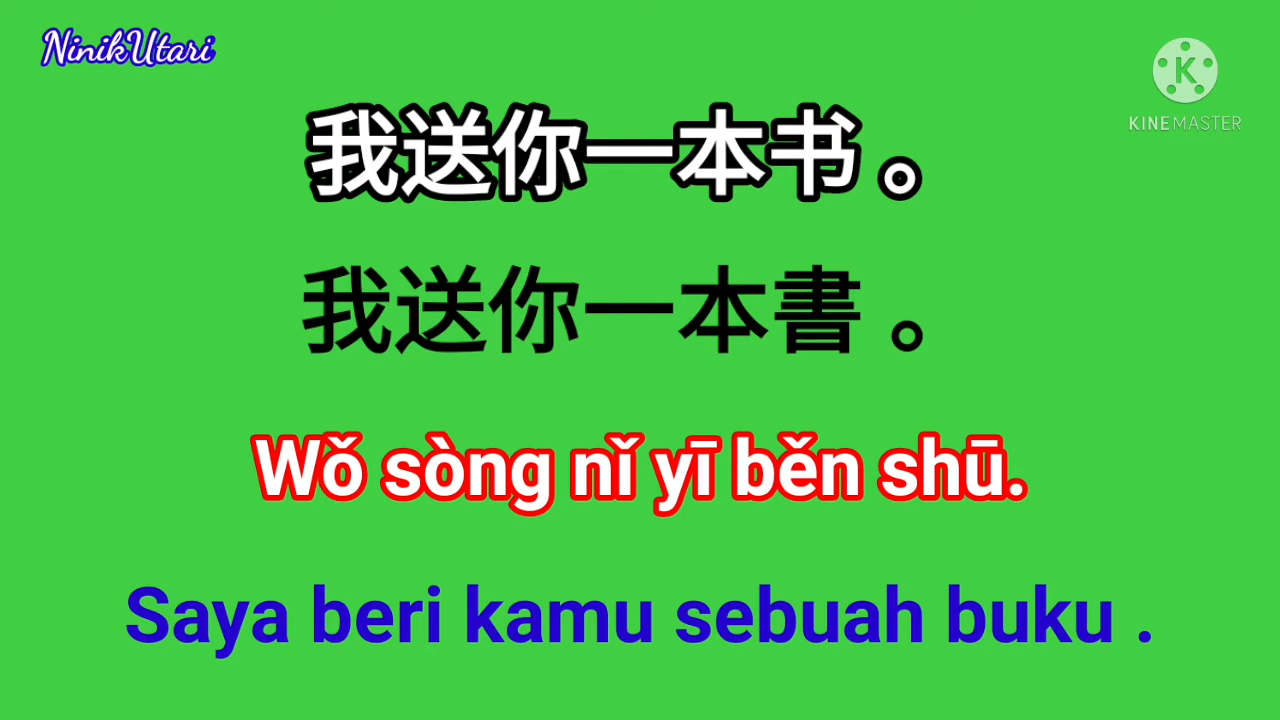 NinikUtari
KINEMASTER
我送你一本书。
我送你一本書。
Wǒ sòng nǐ yī běn shū.
Saya beri kamu sebuah buku .